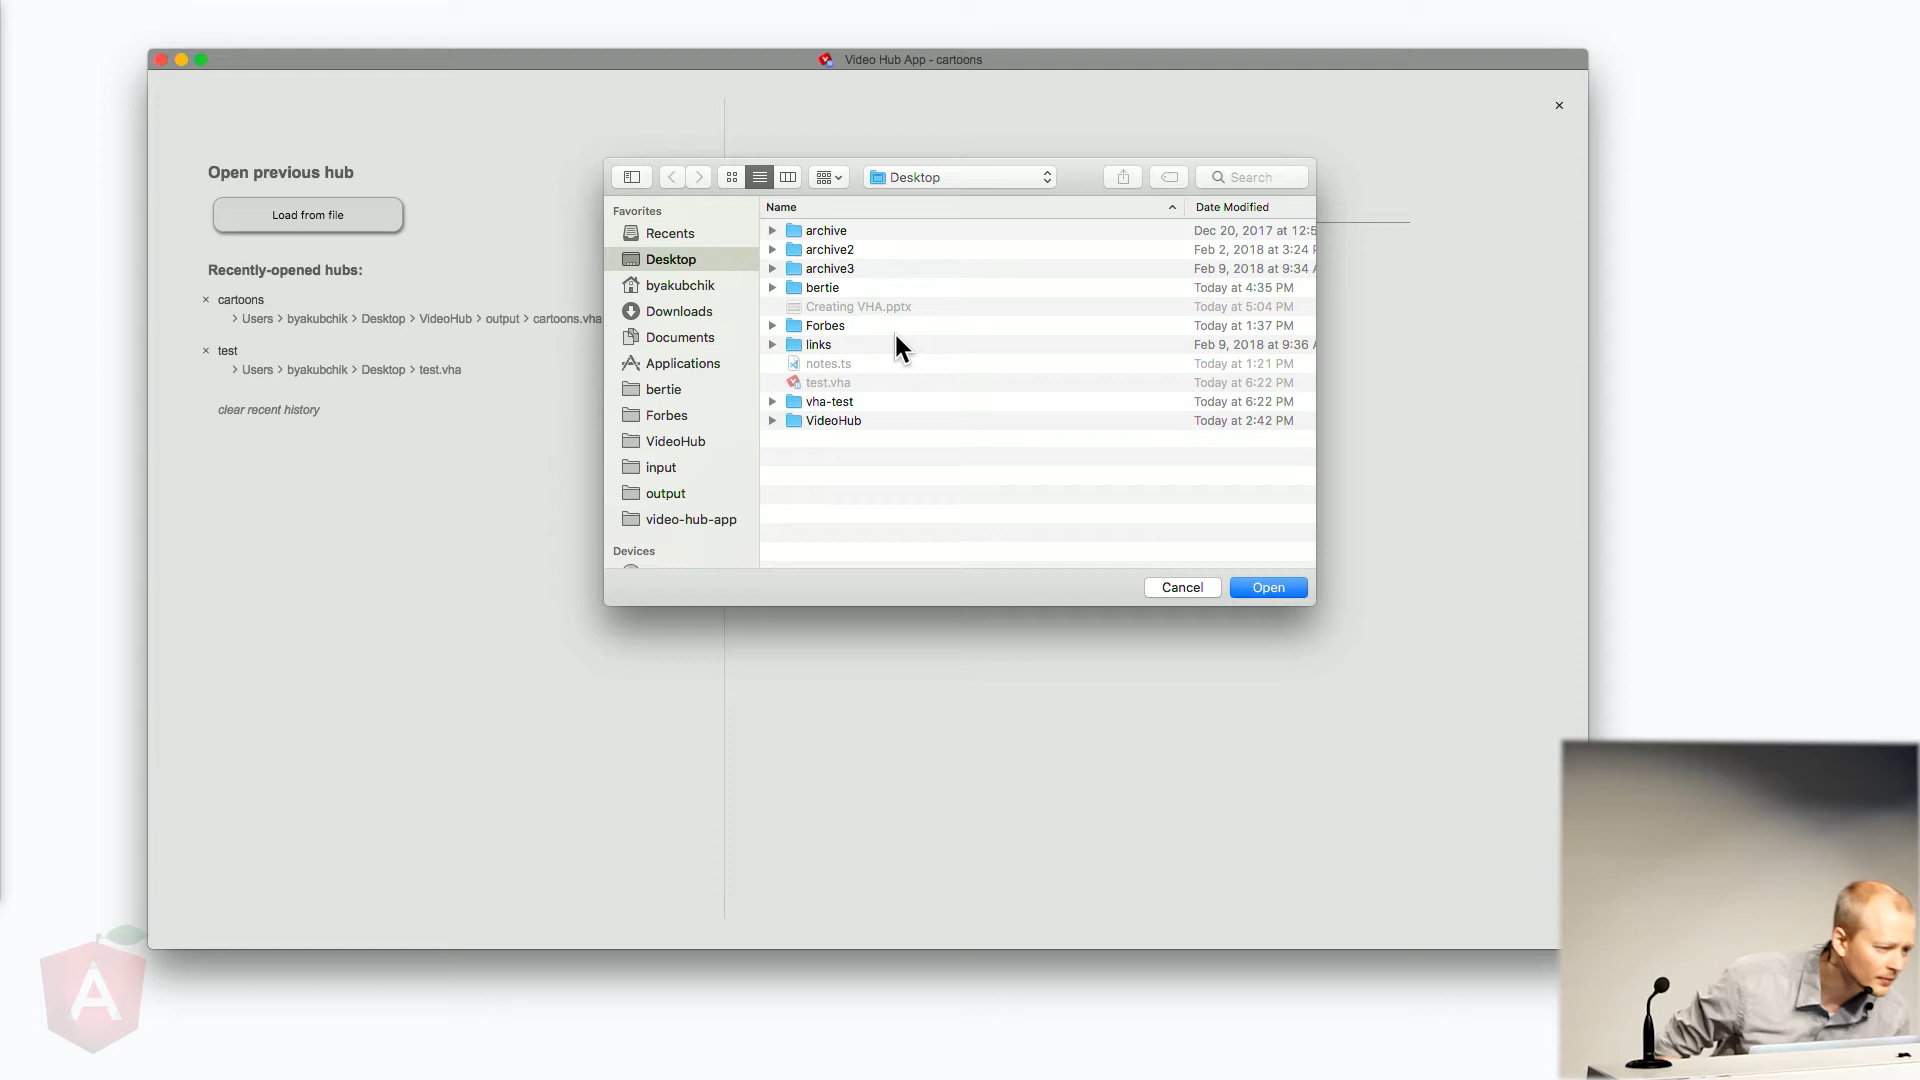 Video Hub App - cartoons
Open previous hub
Load from file
Recently-opened hubs:
cartoons
> Users > byakubchik > Desktop > VideoHub > output > cartoons.vha
test
> Users > byakubchik > Desktop > test.vha
clear recent history
Desktop
Search
Favorites
Recents
Desktop
byakubchik
Downloads
Documents
Applications
bertie
Forbes
VideoHub
input
output
video-hub-app
Devices
Name Date Modified
archive Dec 20, 2017 at 12:5
archive2 Feb 2, 2018 at 3:24
archive3 Feb 9, 2018 at 9:34
bertie Today at 4:35 PM
Creating VHA.pptx Today at 5:04 PM
Forbes Today at 1:37 PM
links Feb 9, 2018 at 9:36
notes.ts Today at 1:21 PM
test.vha Today at 6:22 PM
vha-test Today at 6:22 PM
VideoHub Today at 2:42 PM
Cancel Open
A